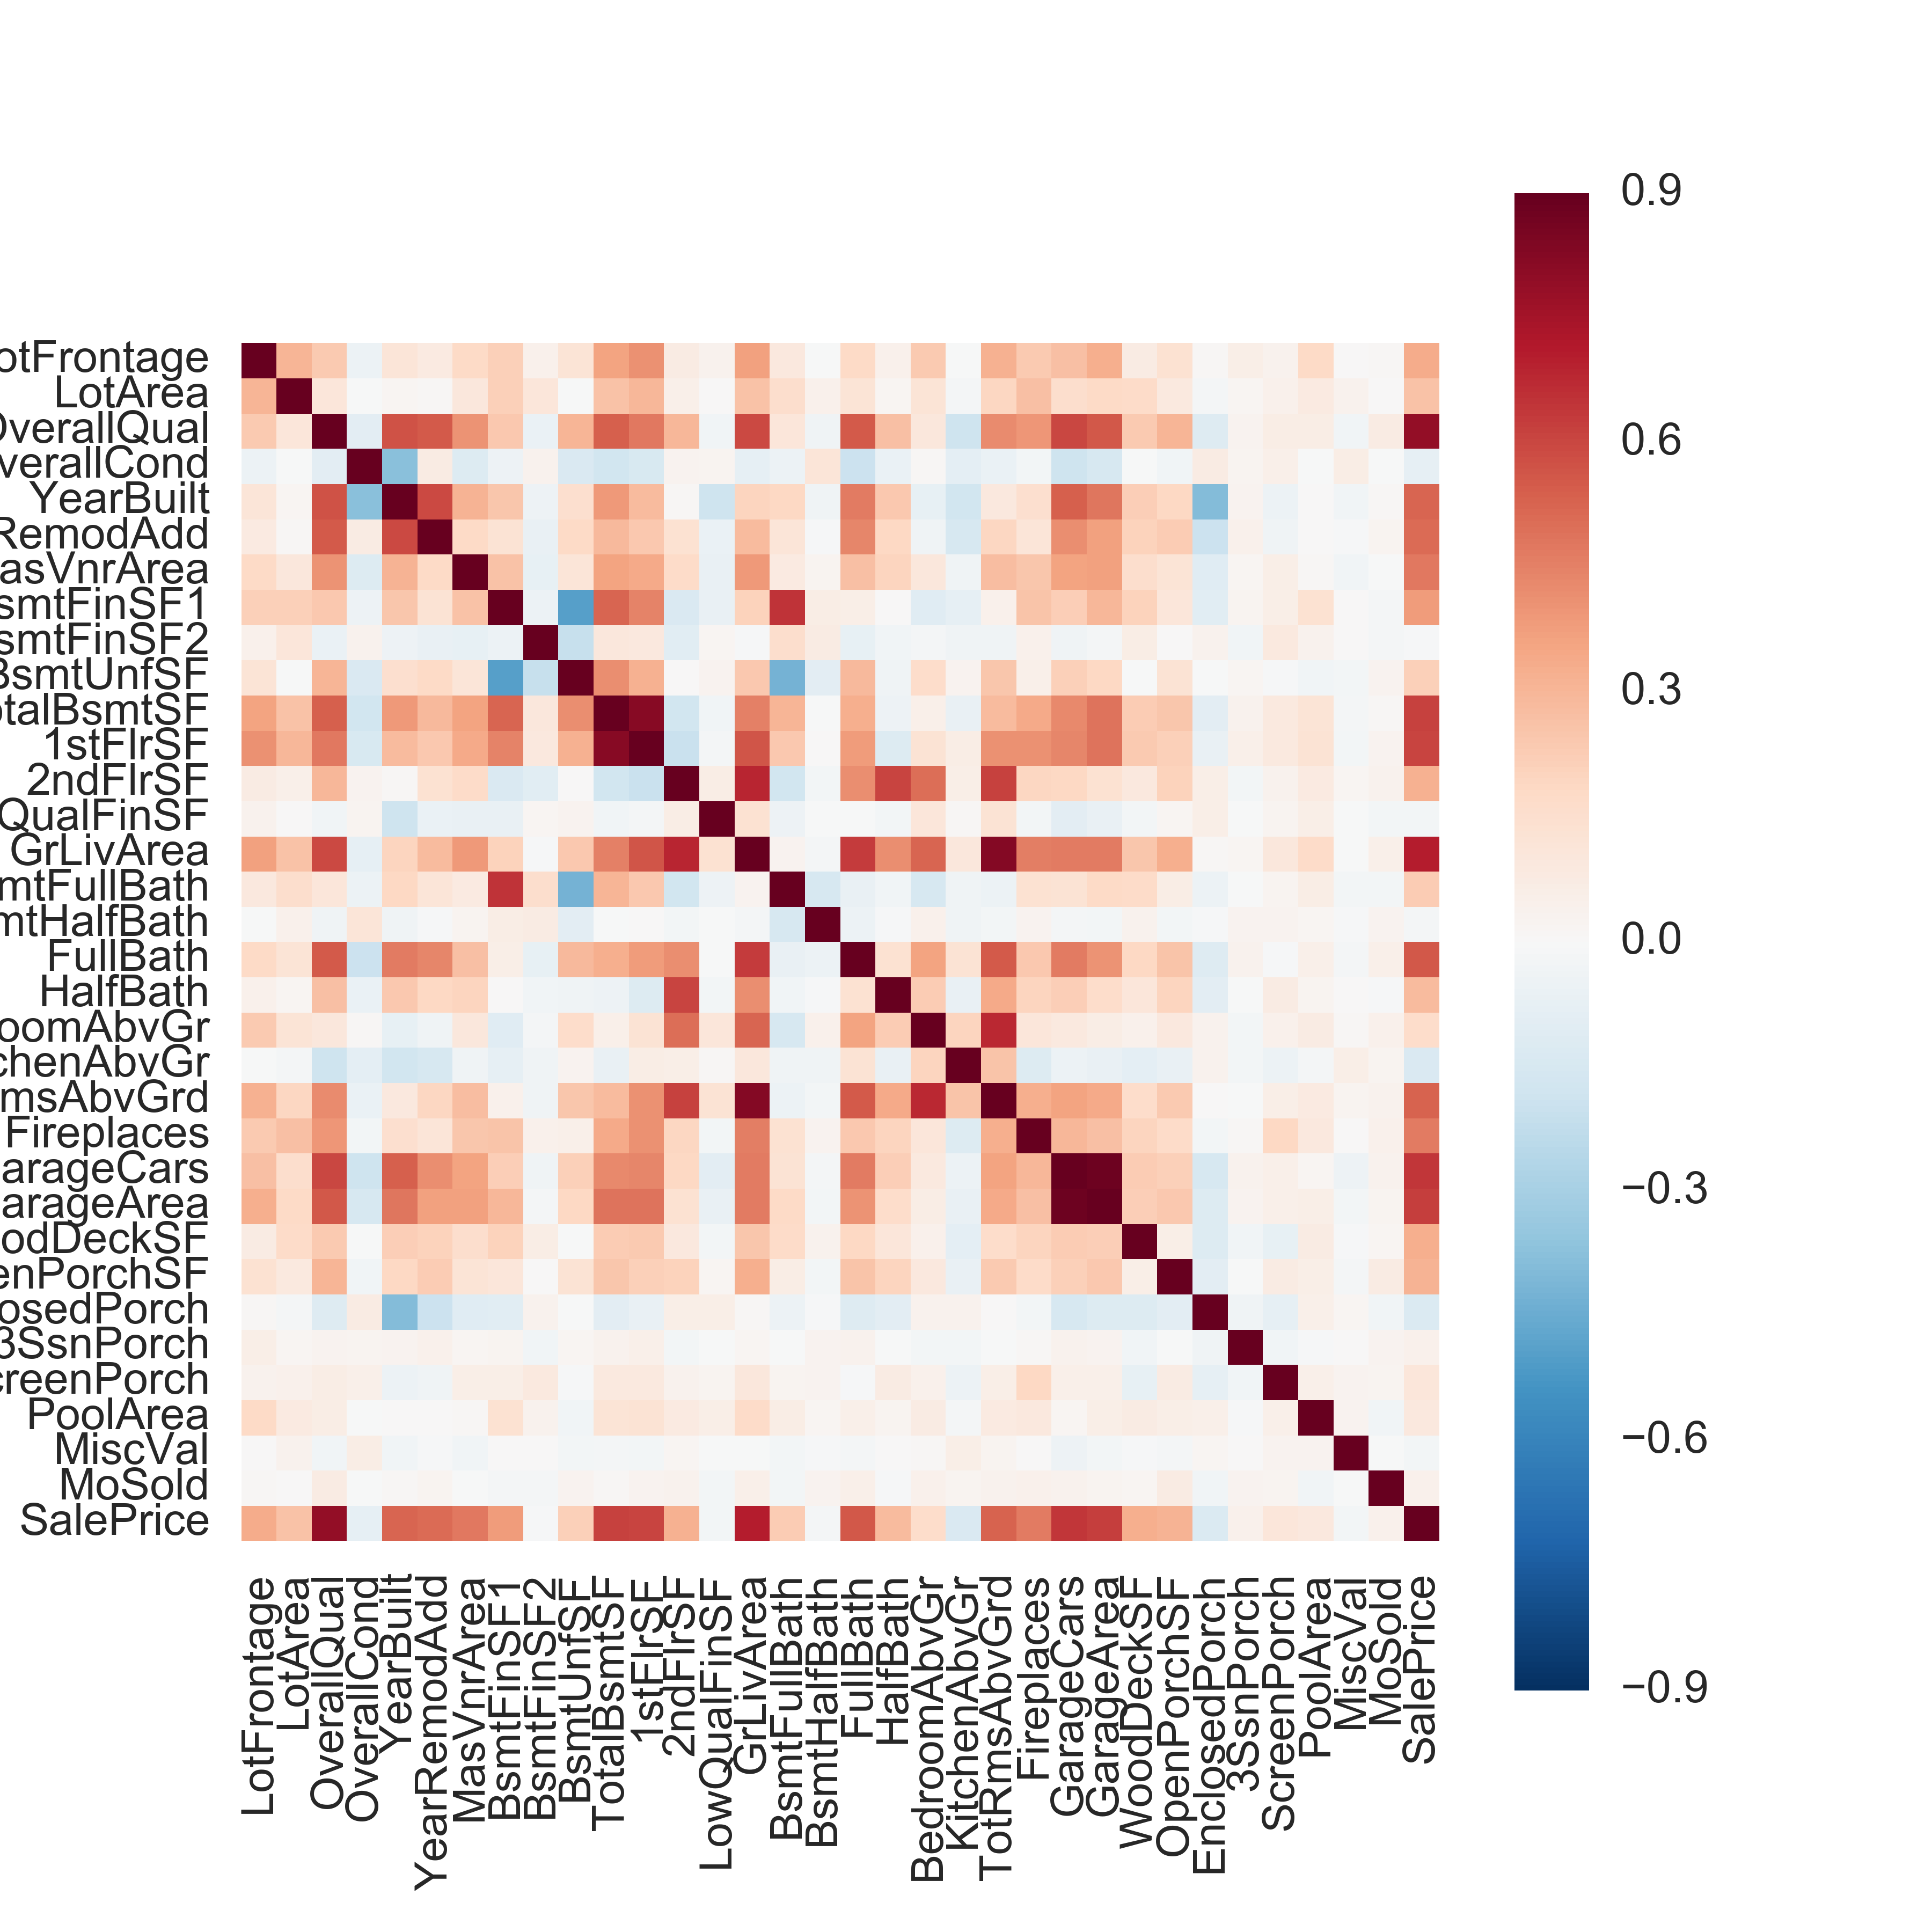 otFrontage
LotArea
OverallQual
verallCond
YearBuilt
RemodAdd
asVnrArea
smtFinSF1
smtFinSF2
BsmtUnfSF
otalBsmtSF
1stFlrSF
2ndFlrSF
QualFinSF
GrLivArea
mtFullBath
mtHalfBath
FullBath
HalfBath
oomAbvGr
chenAbvGr
msAbvGrd
Fireplaces
arageCars
arageArea
odDeckSF
enPorchSF
osedPorch
3SsnPorch
creenPorch
PoolArea
MiscVal
MoSold
SalePrice
LotFrontage
LotArea
OverallQual
OverallCond
YearBuilt
YearRemodAdd
MasVnrArea
BsmtFinSF1
BsmtFinSF2
BsmtUnfSF
TotalBsmtSF
1stFlrSF
2ndFlrSF
LowQualFinSF
GrLivArea
BsmtFullBath
BsmtHalfBath
FullBath
HalfBath
BedroomAbvGr
KitchenAbvGr
TotRmsAbvGrd
Fireplaces
GarageCars
GarageArea
WoodDeckSF
OpenPorchSF
EnclosedPorch
3SsnPorch
ScreenPorch
PoolArea
MiscVal
MoSold
SalePrice
0.9
0.6
0.3
0.0
−0.3
−0.6
−0.9